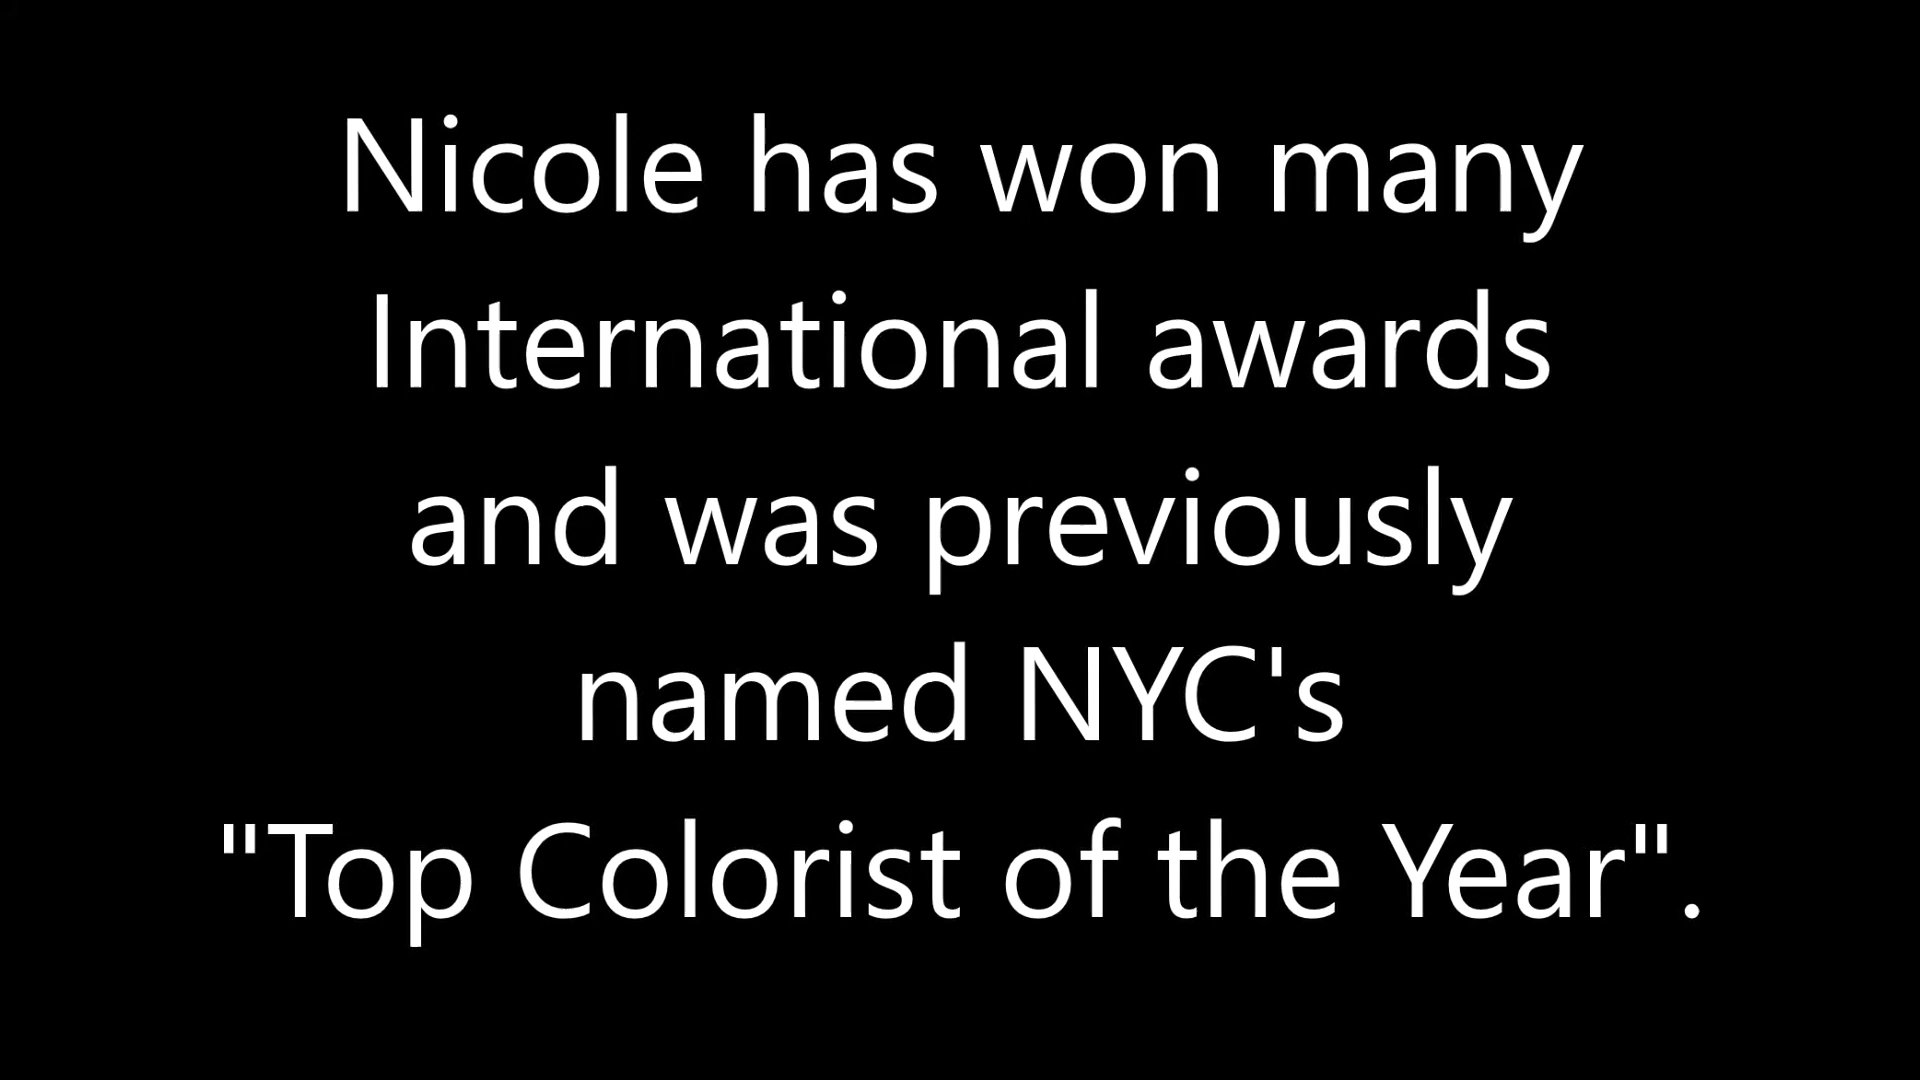 Nicole has won many
International awards
and was previously
named NYC's
"Top Colorist of the Year".